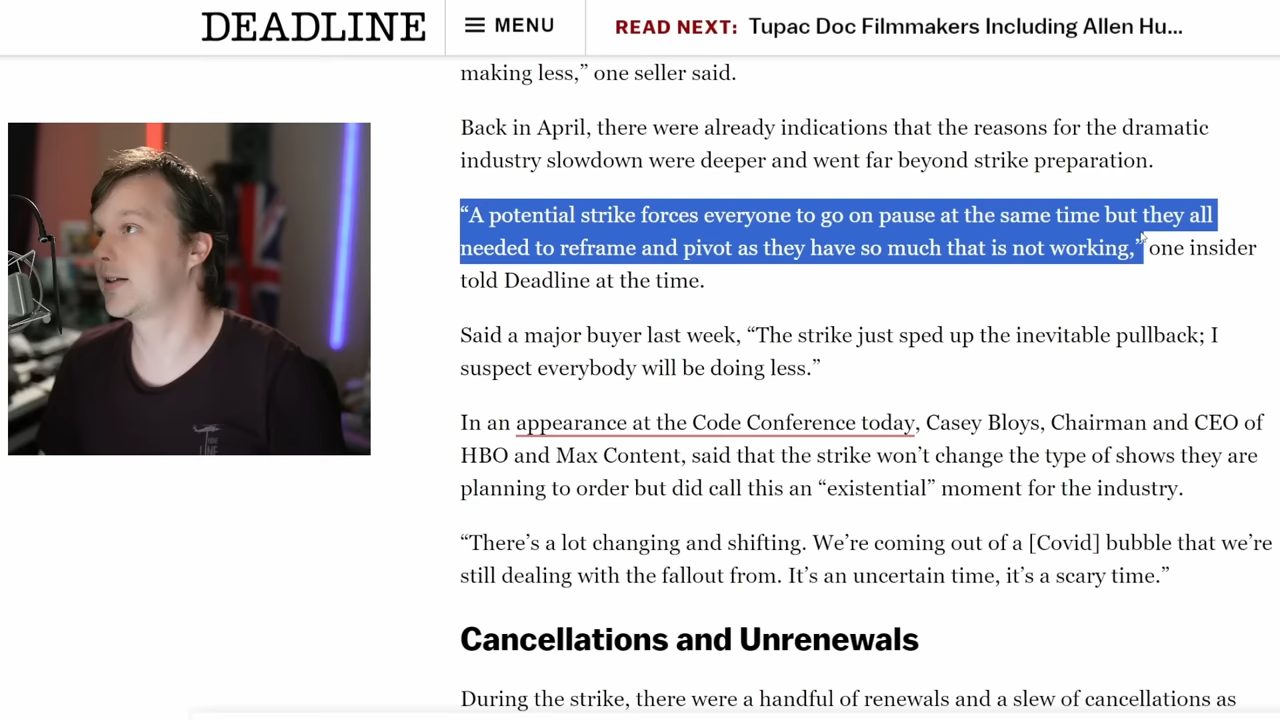 DEADLINE
MENU
READ NEXT: Tupac Doc Filmmakers Including Allen Hu...
making less,” one seller said.
Back in April, there were already indications that the reasons for the dramatic
industry slowdown were deeper and went far beyond strike preparation.
“A potential strike forces everyone to go on pause at the same time but they all
needed to reframe and pivot as they have so much that is not working,” one insider
told Deadline at the time.
Said a major buyer last week, “The strike just sped up the inevitable pullback; I
suspect everybody will be doing less.”
In an appearance at the Code Conference today, Casey Bloys, Chairman and CEO of
HBO and Max Content, said that the strike won’t change the type of shows they are
planning to order but did call this an “existential” moment for the industry.
“There’s a lot changing and shifting. We’re coming out of a [Covid] bubble that we’re
still dealing with the fallout from. It’s an uncertain time, it’s a scary time.”
Cancellations and Unrenewals
During the strike, there were a handful of renewals and a slew of cancellations as